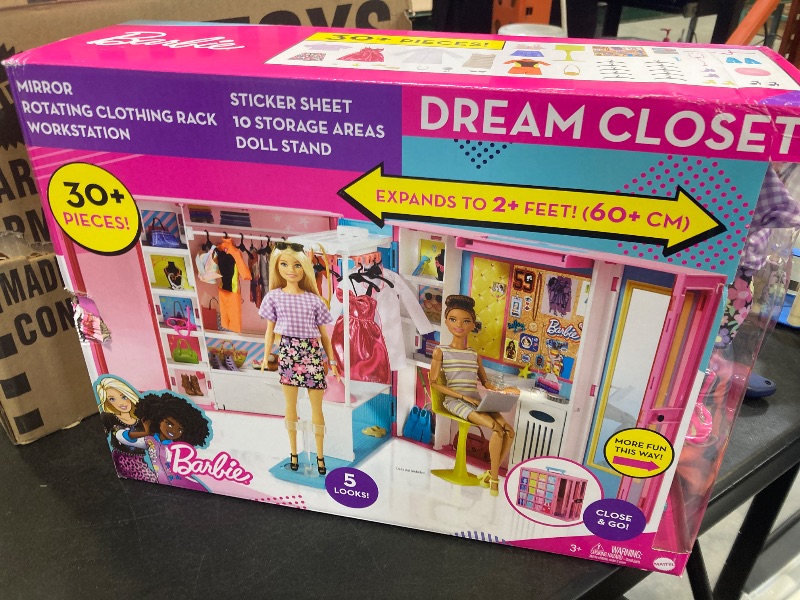 TOYS
Barbie
30+ PIECES!
MIRROR
ROTATING CLOTHING RACK
WORKSTATION
STICKER SHEET
10 STORAGE AREAS
DOLL STAND
DREAM CLOSET
30+
PIECES!
EXPANDS TO 2+ FEET! (60+ CM)
MADE
CON
Barbie
MORE FUN
THIS WAY!
Barbie
5
LOOKS!
CLOSE
& GO!
3+
WARNING:
MATTEL